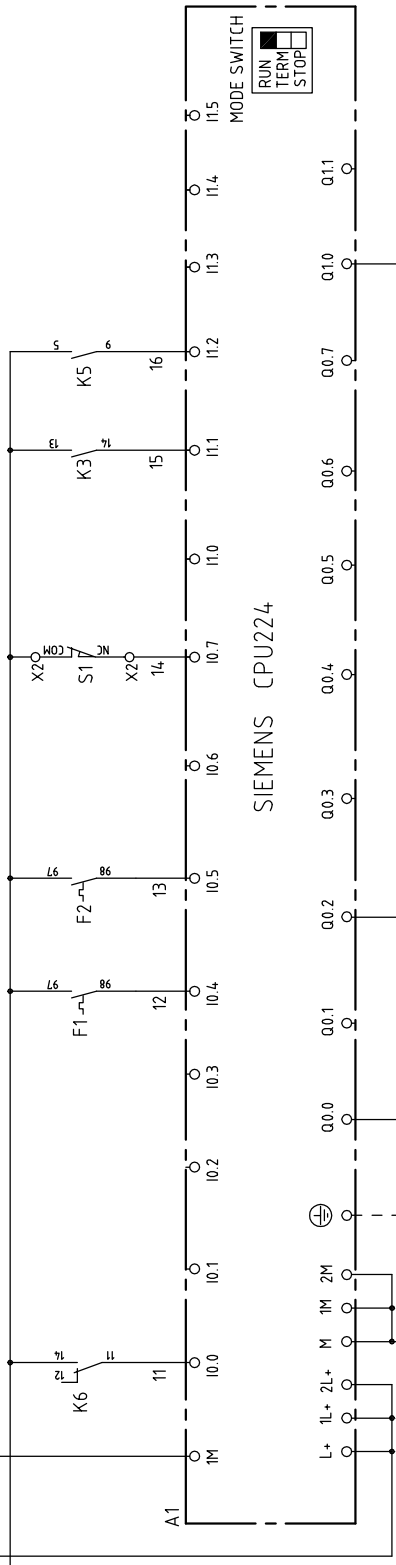 14
12
11
K6
11
97
98
F1
12
97
98
F2
13
X2
COM
NC
S1
X2
14
13
14
K3
15
5
9
K5
16
A1
1M
I0.0
I0.1
I0.2
I0.3
I0.4
I0.5
I0.6
I0.7
I1.0
I1.1
I1.2
I1.3
I1.4
I1.5
SIEMENS CPU224
MODE SWITCH
RUN
TERM
STOP
L+
1L+
2L+
M
1M
2M
Q0.0
Q0.1
Q0.2
Q0.3
Q0.4
Q0.5
Q0.6
Q0.7
Q1.0
Q1.1